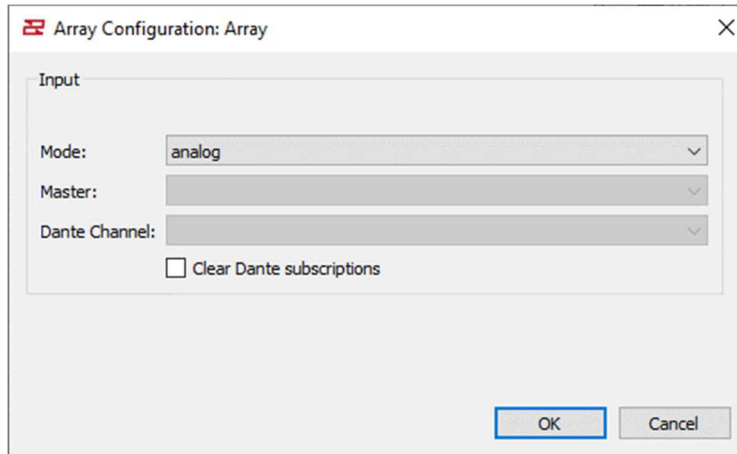 Array Configuration: Array
Input
Mode: analog
Master:
Dante Channel:
Clear Dante subscriptions
OK Cancel